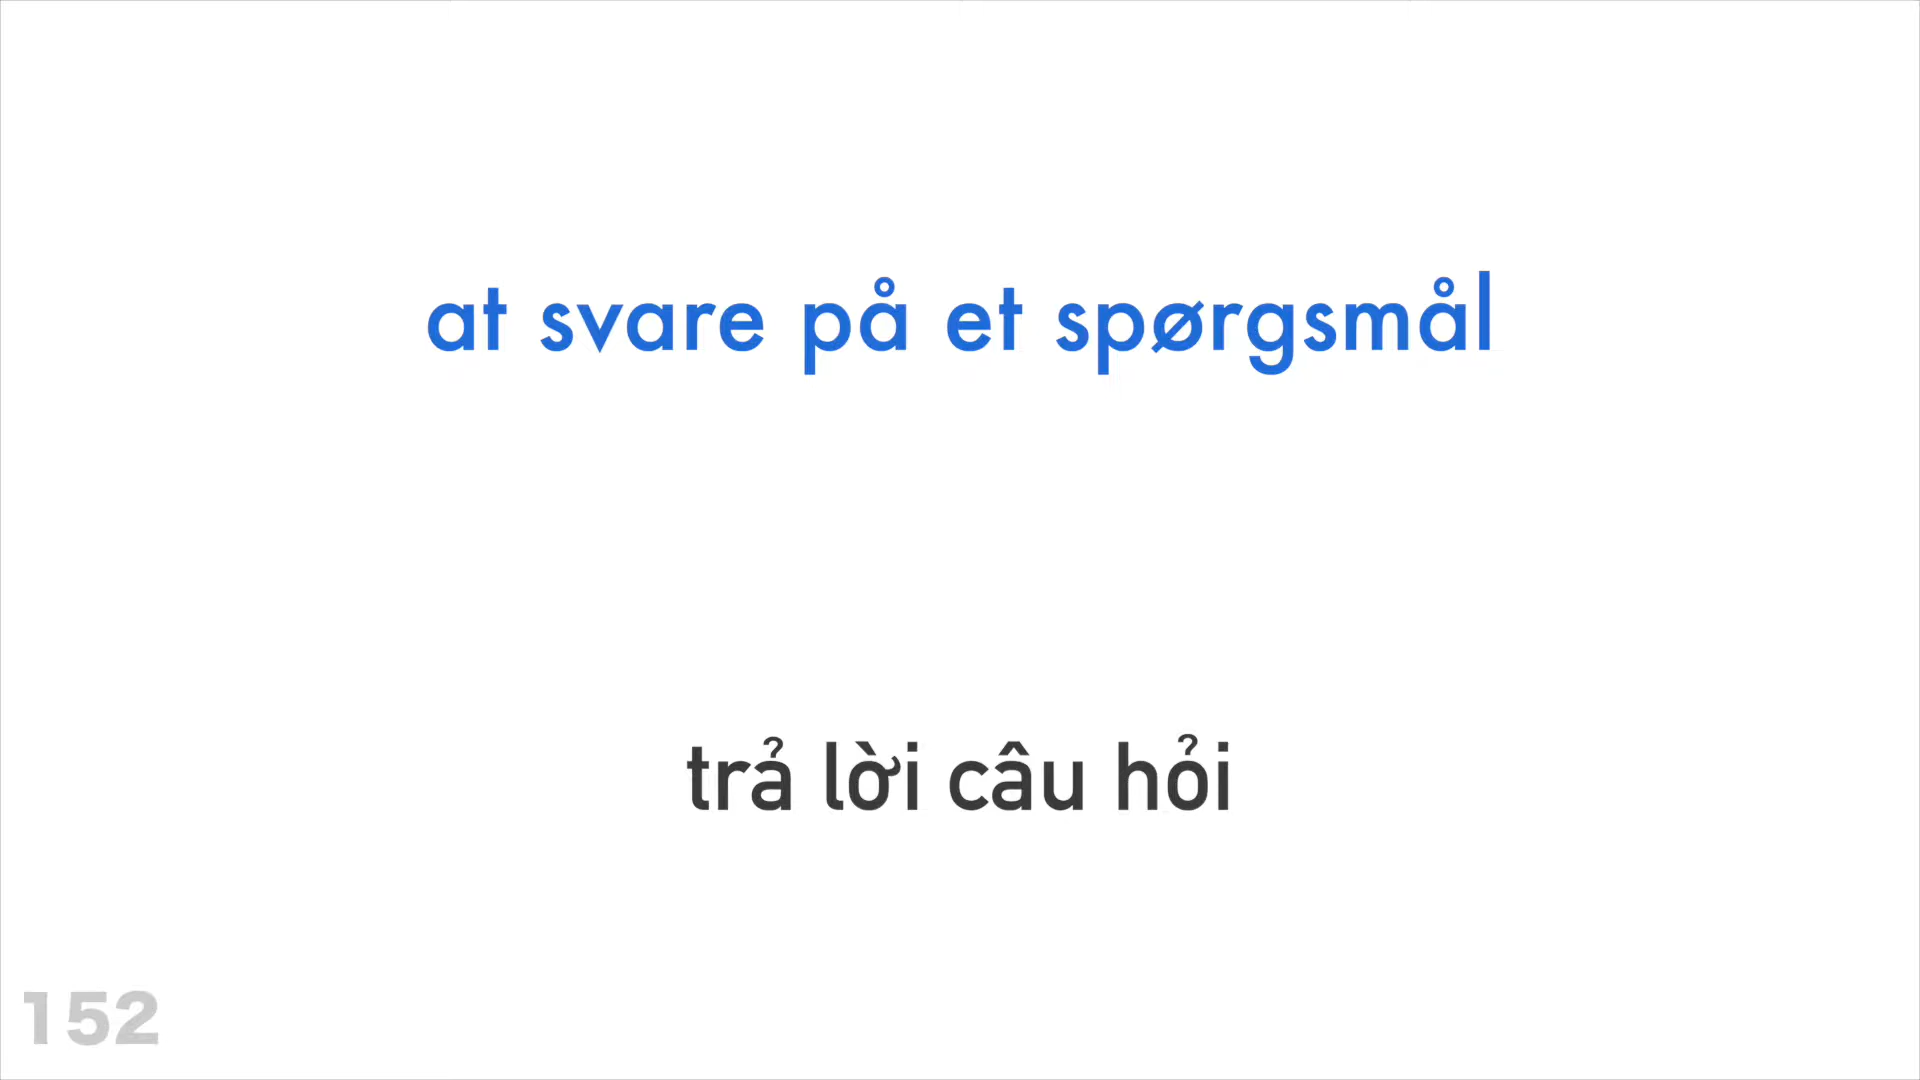 at svare på et spørgsmål
trả lời câu hỏi
152